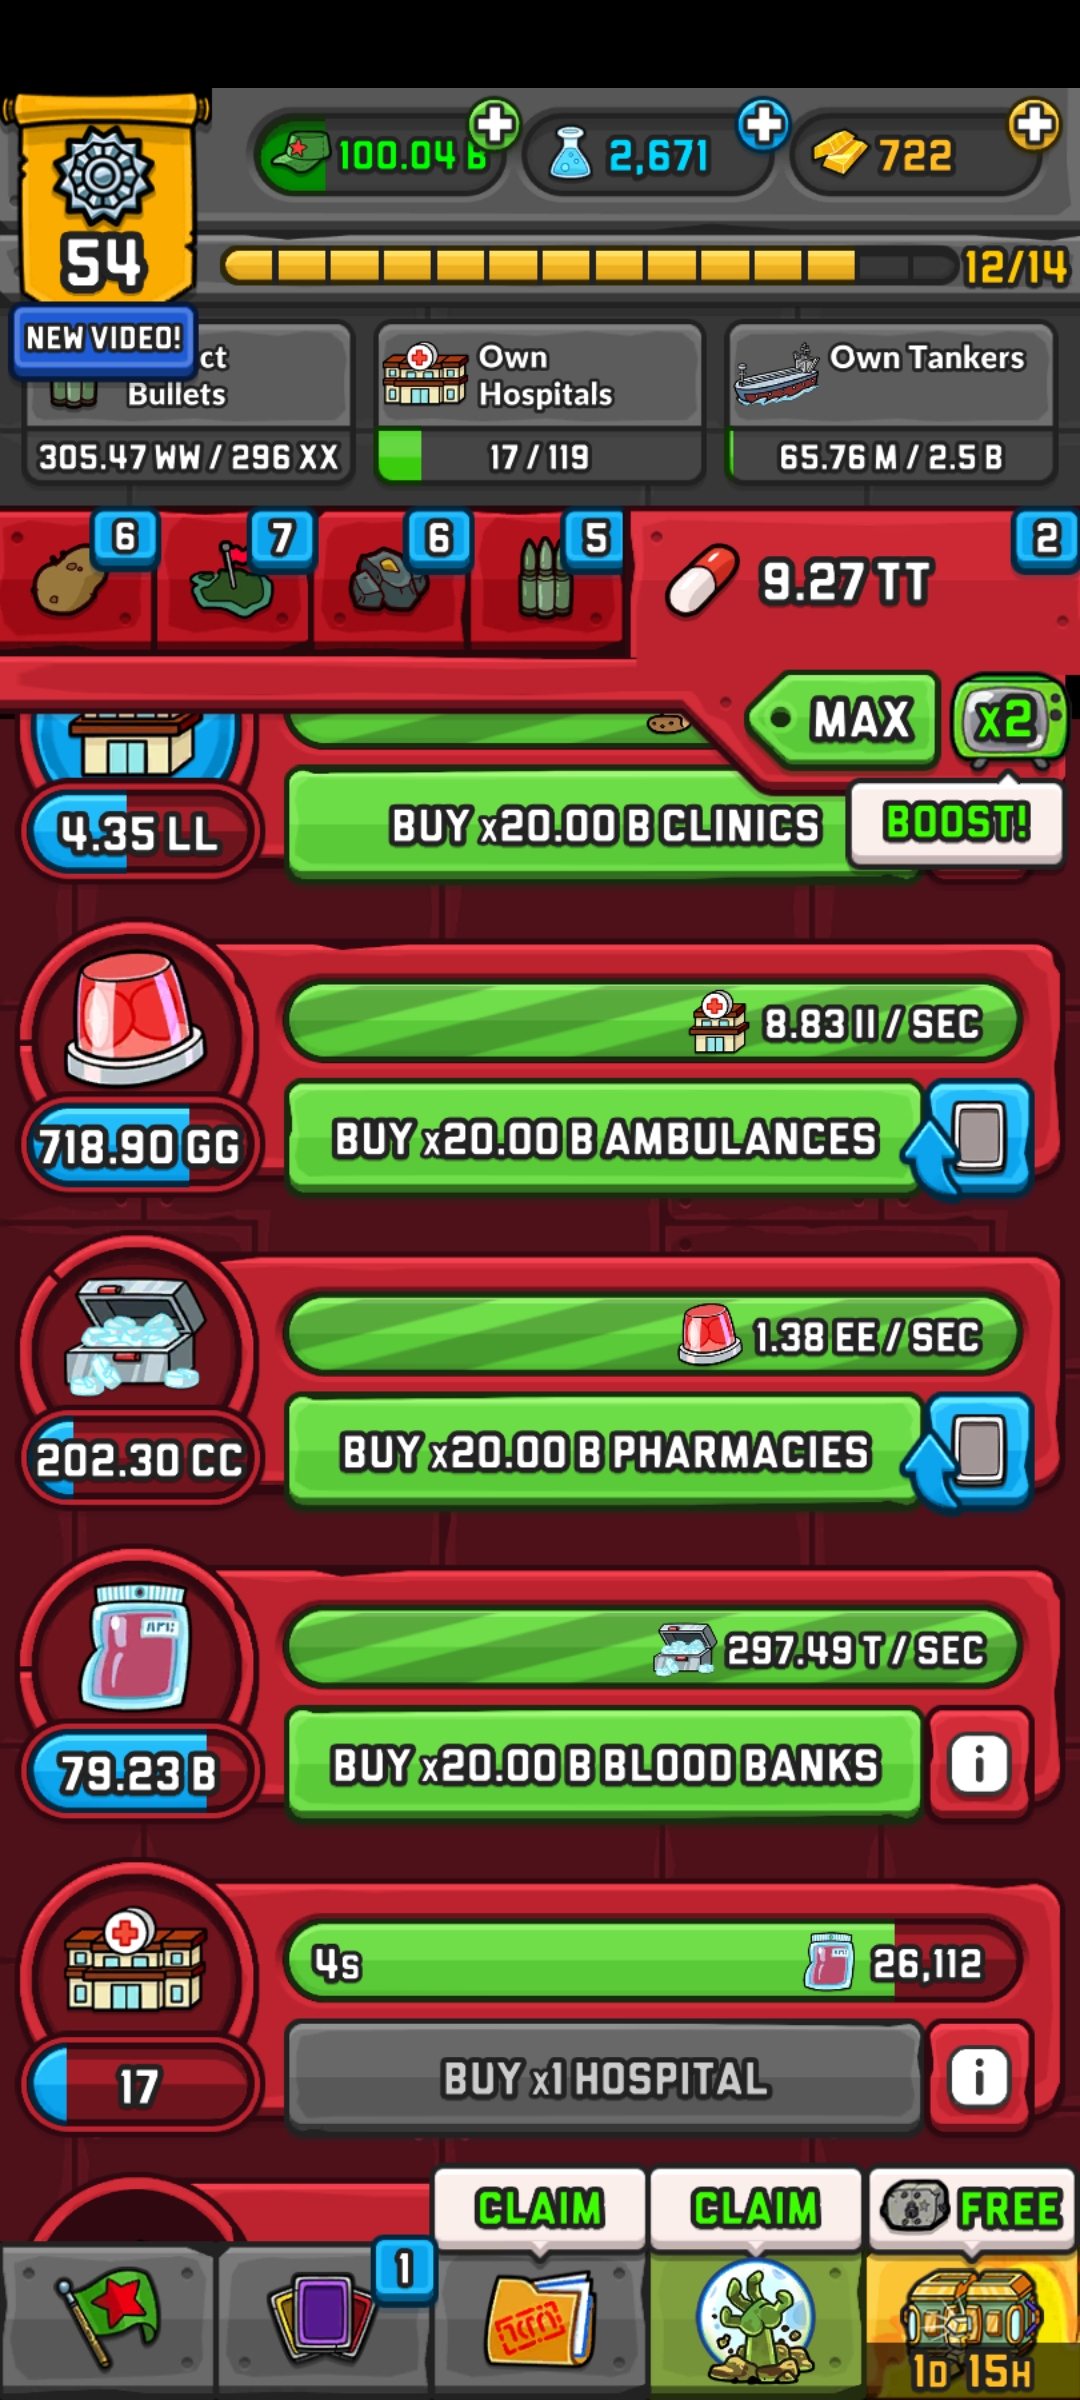 100.04 B
2,671
722
54
12/14
NEW VIDEO!
ct
Bullets
305.47 WW / 296 XX
Own
Hospitals
17 / 119
Own Tankers
65.76 M / 2.5 B
6
7
6
5
2
9.27 TT
MAX
x2
BOOST!
4.35 LL
BUY x20.00 B CLINICS
8.83 II / SEC
718.90 GG
BUY x20.00 B AMBULANCES
1.38 EE / SEC
202.30 CC
BUY x20.00 B PHARMACIES
297.49 T / SEC
79.23 B
BUY x20.00 B BLOOD BANKS
4s
26,112
17
BUY x1 HOSPITAL
CLAIM
CLAIM
FREE
1
1D 15H